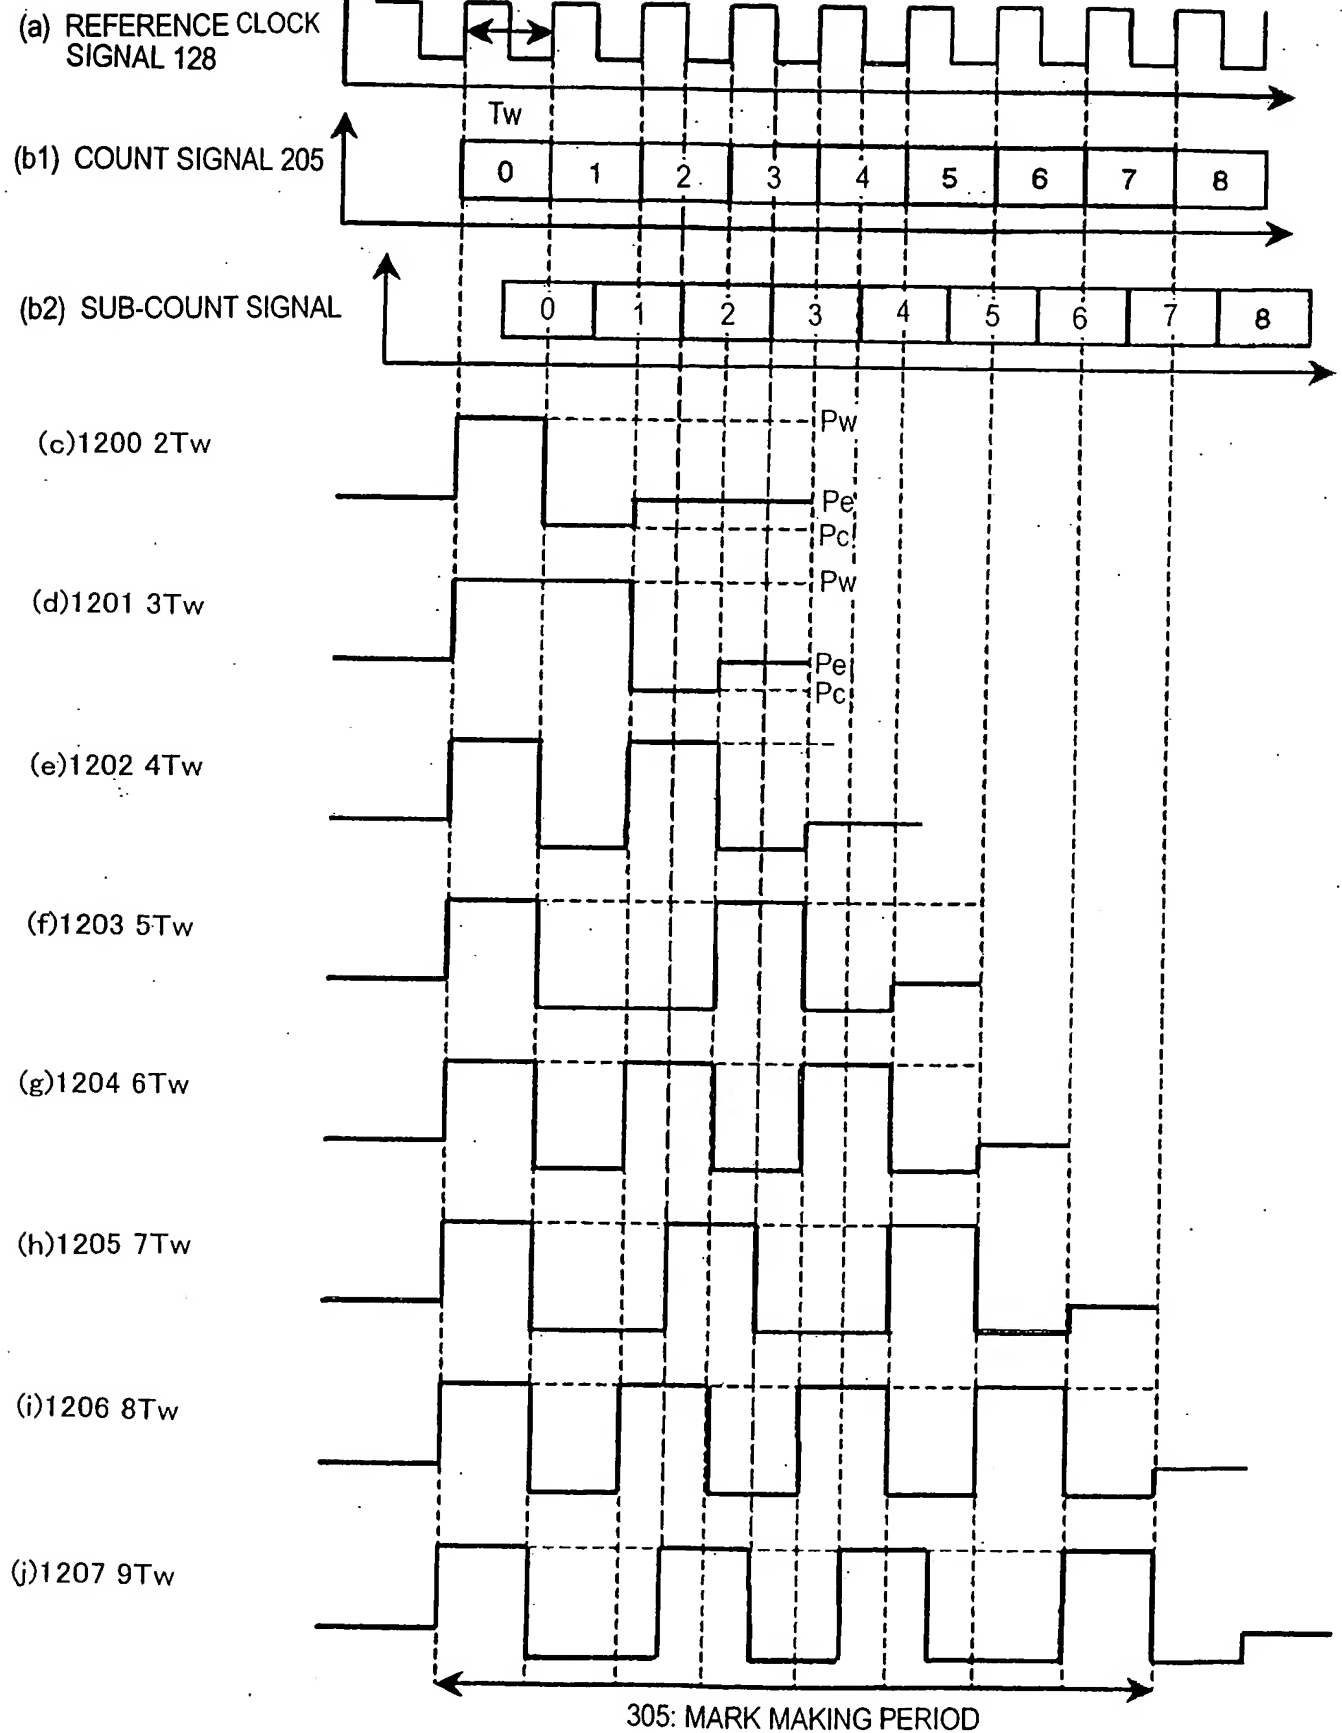 (a) REFERENCE CLOCK
SIGNAL 128
Tw
(b1) COUNT SIGNAL 205
0 1 2 3 4 5 6 7 8
(b2) SUB-COUNT SIGNAL
0 1 2 3 4 5 6 7 8
(c)1200 2Tw
Pw
Pe
Pc
(d)1201 3Tw
Pw
Pe
Pc
(e)1202 4Tw
(f)1203 5Tw
(g)1204 6Tw
(h)1205 7Tw
(i)1206 8Tw
(j)1207 9Tw
305: MARK MAKING PERIOD